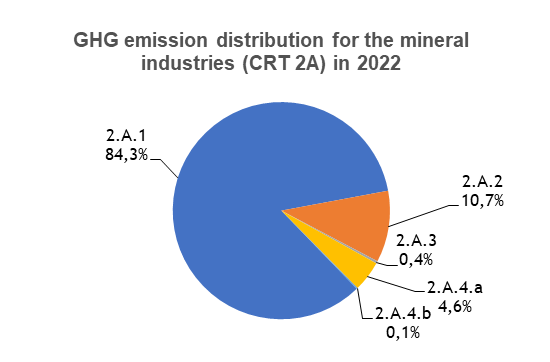 GHG emission distribution for the mineral
industries (CRT 2A) in 2022
2.A.1
84,3%
2.A.2
10,7%
2.A.3
0,4%
2.A.4.a
4,6%
2.A.4.b
0,1%